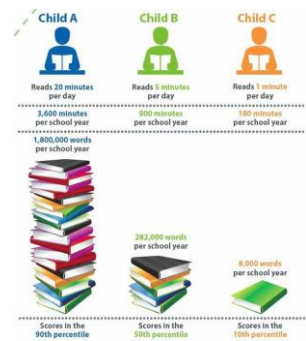 Child A
Child B
Child C
Reads 20 minutes
per day
Reads 5 minutes
per day
Reads 1 minute
per day
3,600 minutes
per school year
900 minutes
per school year
180 minutes
per school year
1,800,000 words
per school year
282,000 words
per school year
8,000 words
per school year
Scores in the
90th percentile
Scores in the
50th percentile
Scores in the
10th percentile